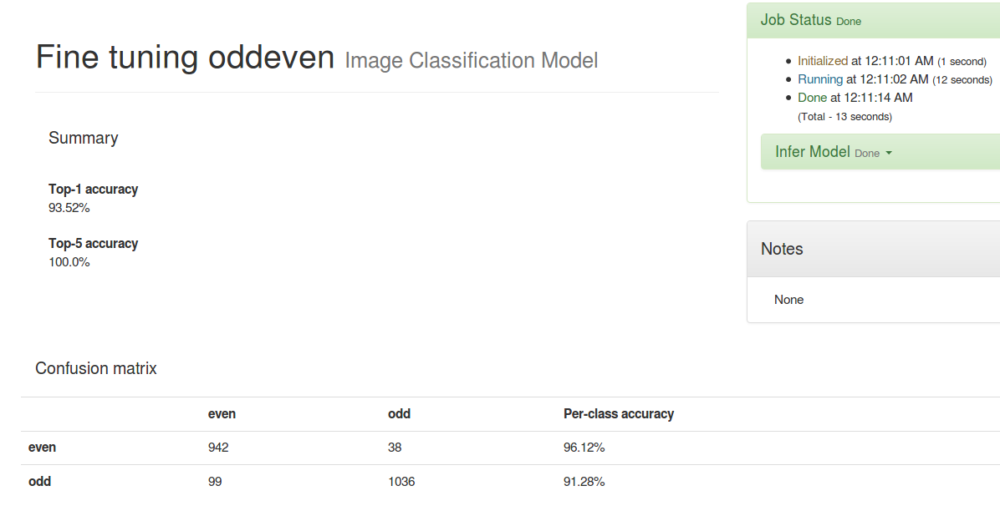 Fine tuning oddeven Image Classification Model
Summary
Top-1 accuracy
93.52%
Top-5 accuracy
100.0%
Job Status Done
Initialized at 12:11:01 AM (1 second)
Running at 12:11:02 AM (12 seconds)
Done at 12:11:14 AM
(Total - 13 seconds)
Infer Model Done
Notes
None
Confusion matrix
even odd Per-class accuracy
even 942 38 96.12%
odd 99 1036 91.28%